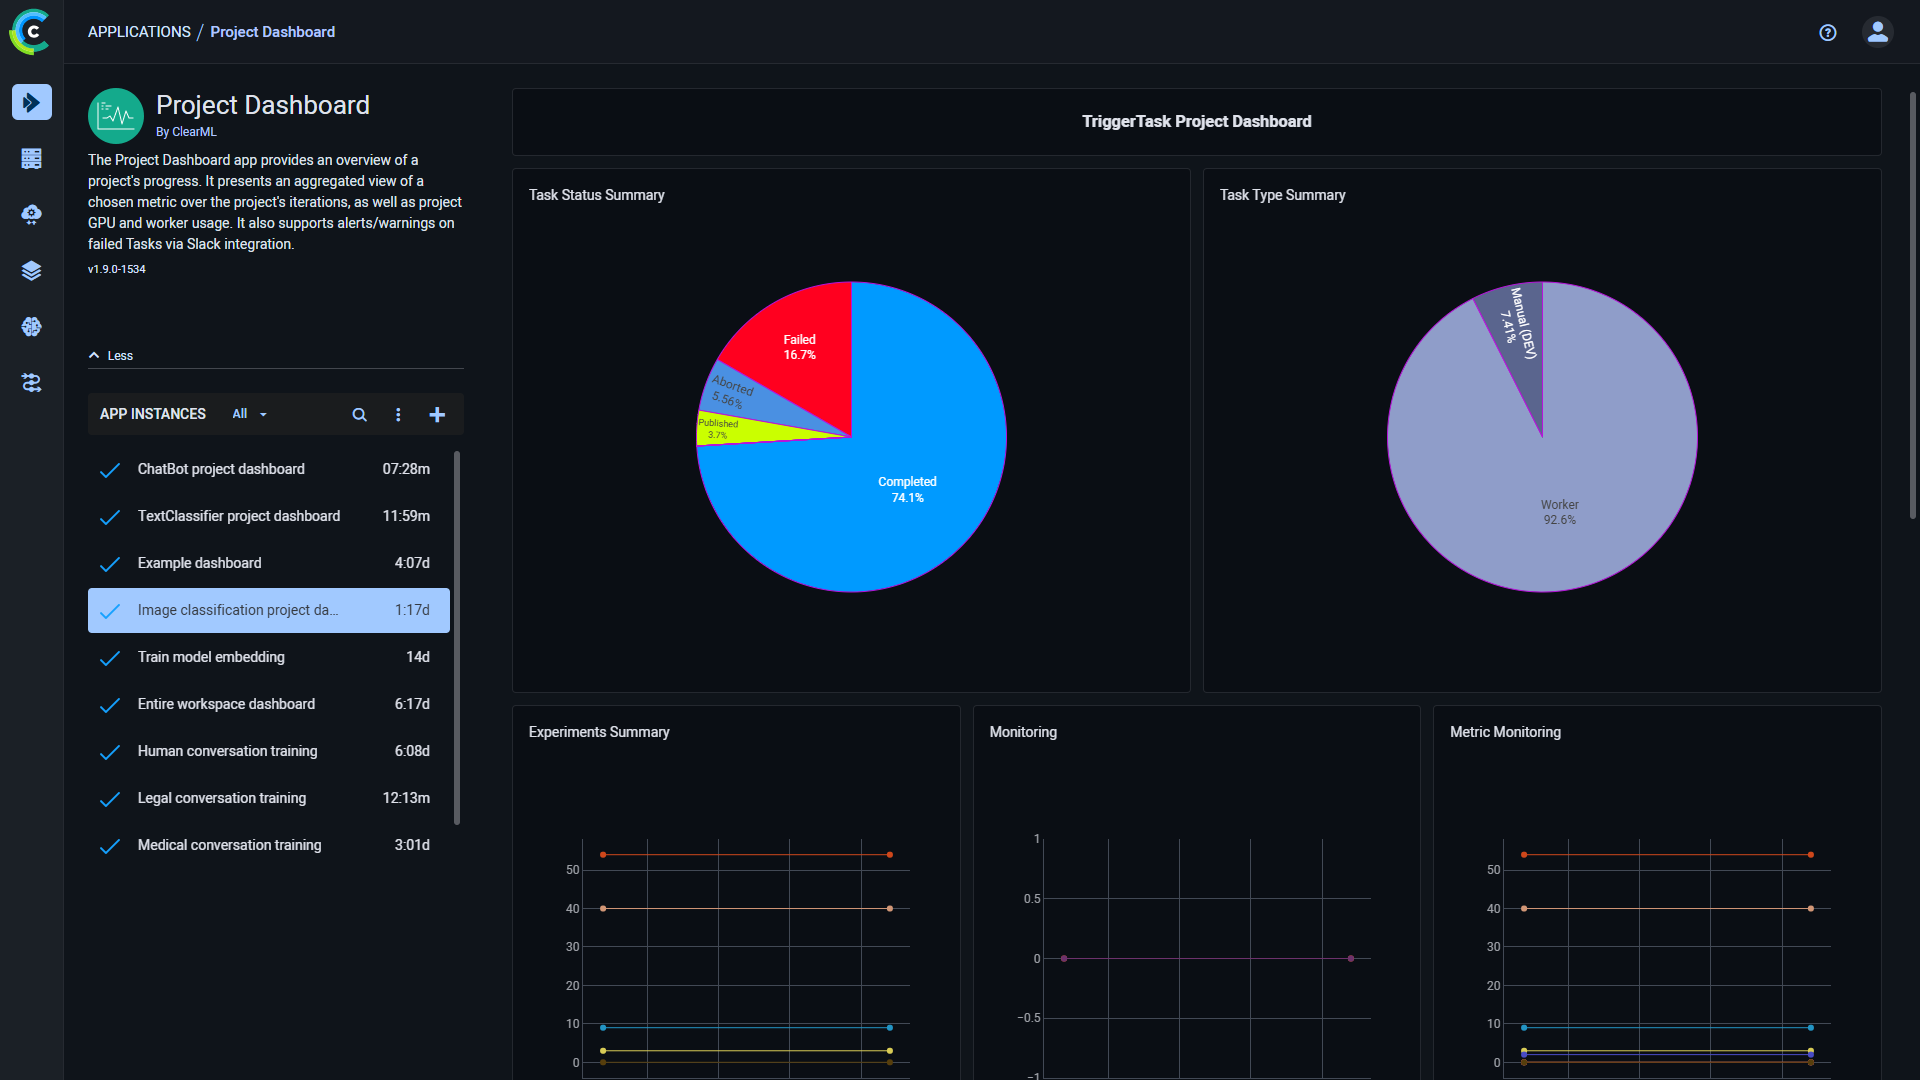 APPLICATIONS / Project Dashboard
Project Dashboard
By ClearML
The Project Dashboard app provides an overview of a
project's progress. It presents an aggregated view of a
chosen metric over the project's iterations, as well as project
GPU and worker usage. It also supports alerts/warnings on
failed Tasks via Slack integration.
v1.9.0-1534
Less
APP INSTANCES All
ChatBot project dashboard 07:28m
TextClassifier project dashboard 11:59m
Example dashboard 4:07d
Image classification project da... 1:17d
Train model embedding 14d
Entire workspace dashboard 6:17d
Human conversation training 6:08d
Legal conversation training 12:13m
Medical conversation training 3:01d
TriggerTask Project Dashboard
Task Status Summary
Failed
16.7%
Aborted
5.56%
Published
3.7%
Completed
74.1%
Task Type Summary
Manual (DEV)
7.41%
Worker
92.6%
Experiments Summary
50
40
30
20
10
0
Monitoring
1
0.5
0
−0.5
−1
Metric Monitoring
50
40
30
20
10
0